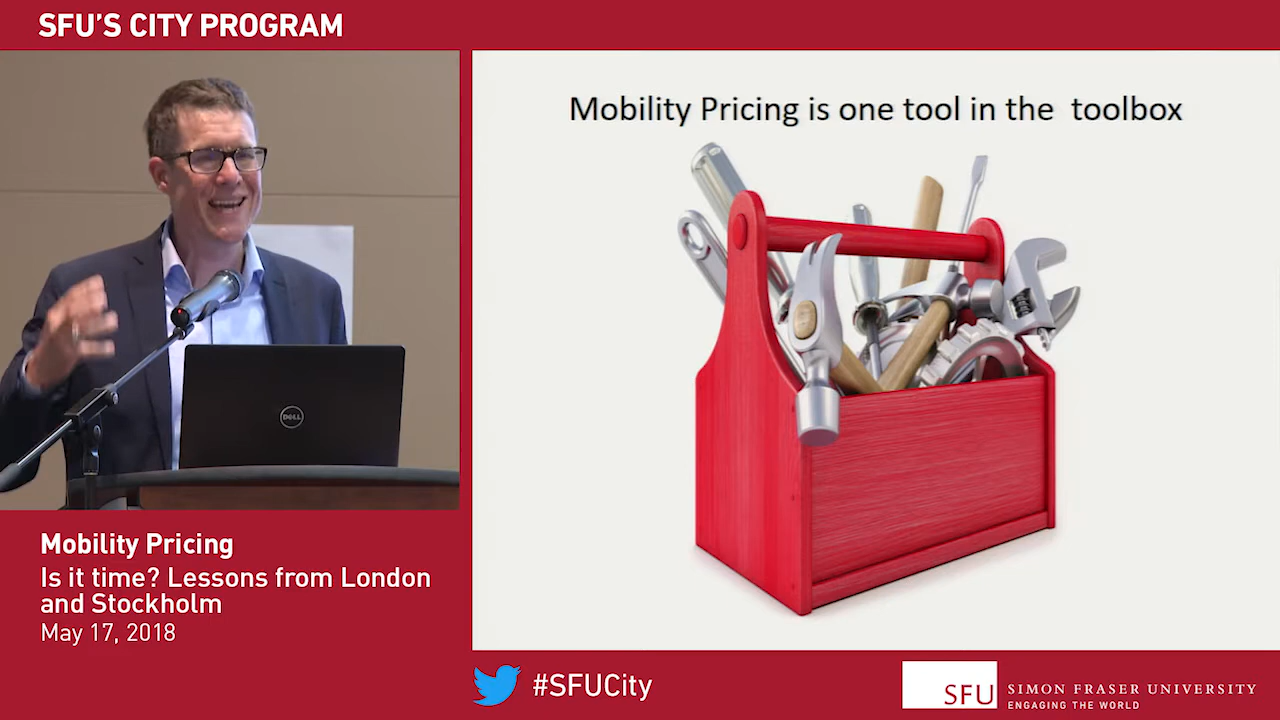 SFU'S CITY PROGRAM
Mobility Pricing is one tool in the toolbox
DELL
Mobility Pricing
Is it time? Lessons from London
and Stockholm
May 17, 2018
#SFUCity
SFU
SIMON FRASER UNIVERSITY
ENGAGING THE WORLD